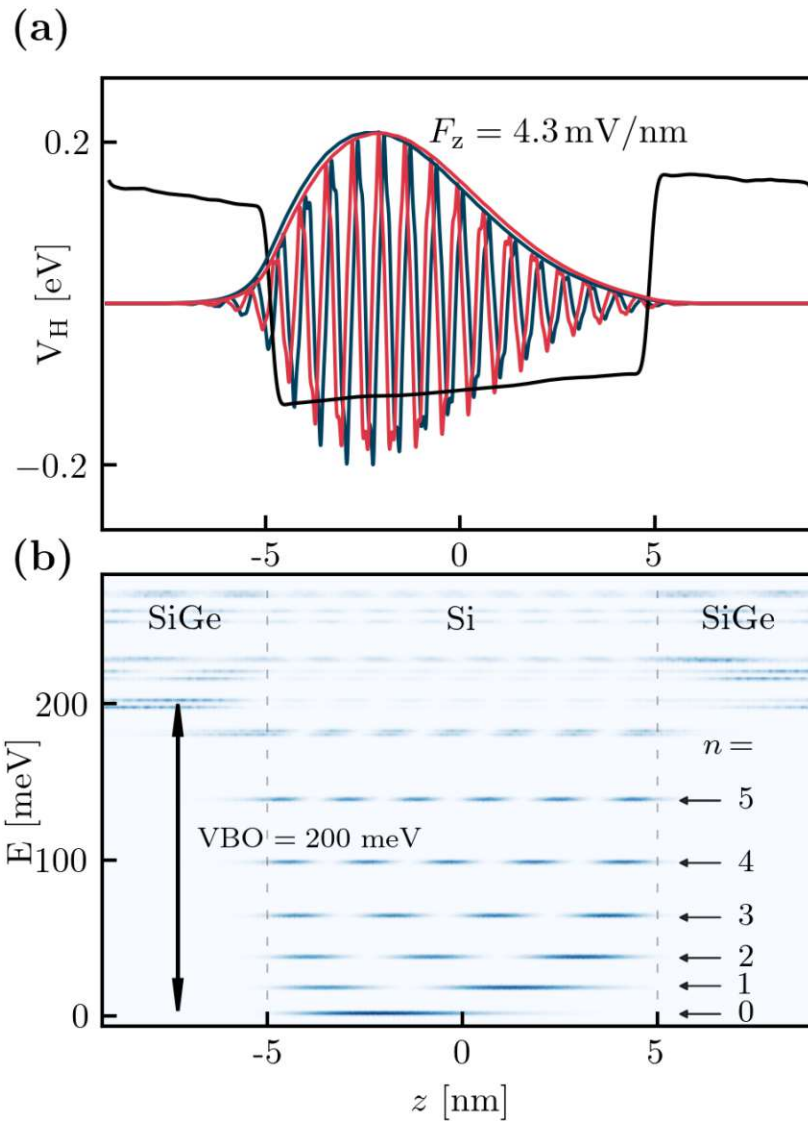 (a)
F_z = 4.3 mV/nm
0.2
−0.2
V_H [eV]
-5 0 5
(b)
SiGe Si SiGe
200
100
0
E [meV]
n =
5
VBO = 200 meV
4
3
2
1
0
-5 0 5
z [nm]